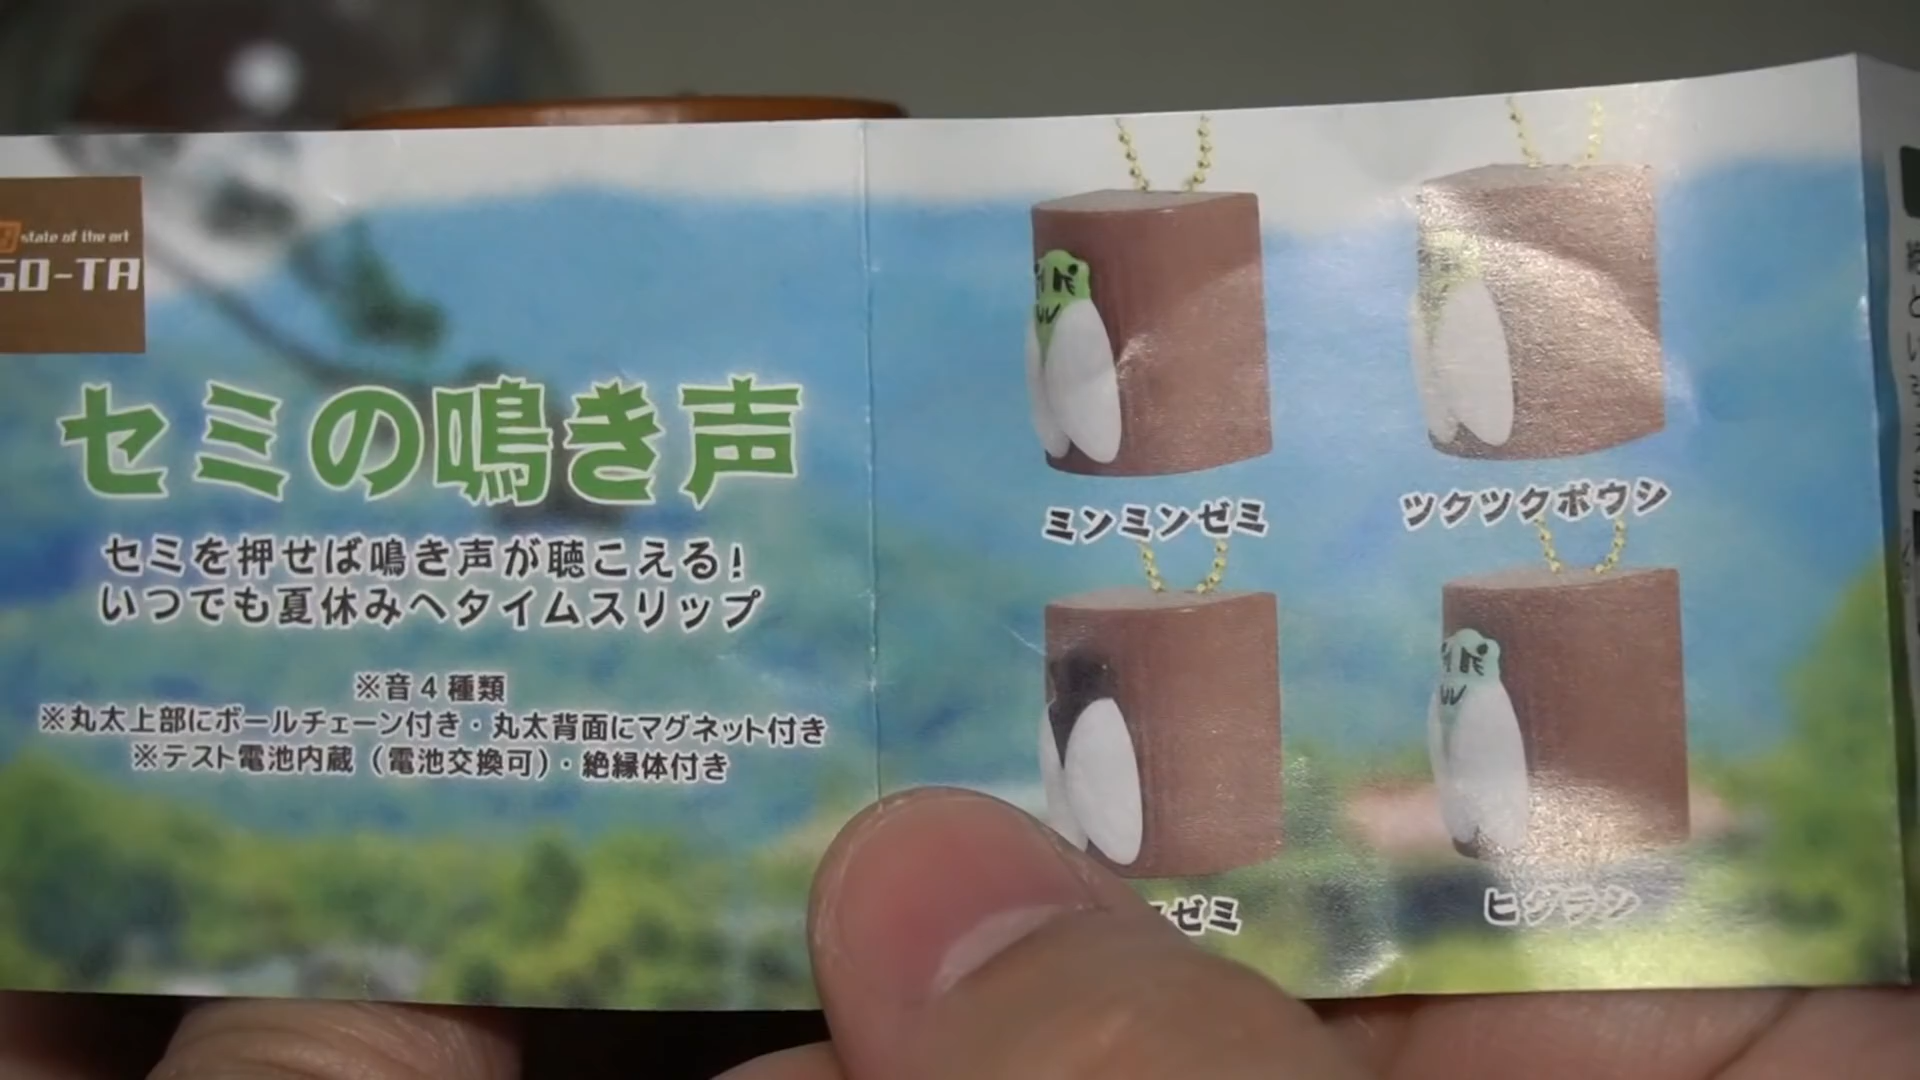 state of the art
SO-TA
セミの鳴き声
セミを押せば鳴き声が聴こえる!
いつでも夏休みへタイムスリップ
※音4種類
※丸太上部にボールチェーン付き・丸太背面にマグネット付き
※テスト電池内蔵(電池交換可)・絶縁体付き
ミンミンゼミ
ツクツクボウシ
ゼミ
ヒグラシ